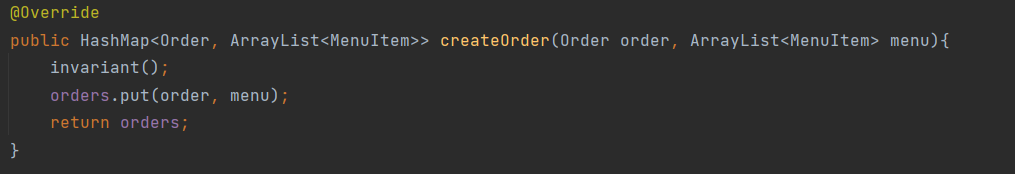 @Override
public HashMap<Order, ArrayList<MenuItem>> createOrder(Order order, ArrayList<MenuItem> menu){
    invariant();
    orders.put(order, menu);
    return orders;
}